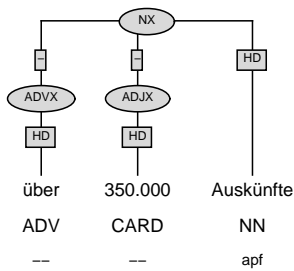 NX
– – HD
ADVX ADJX
HD HD
über 350.000 Auskünfte
ADV CARD NN
-- -- apf